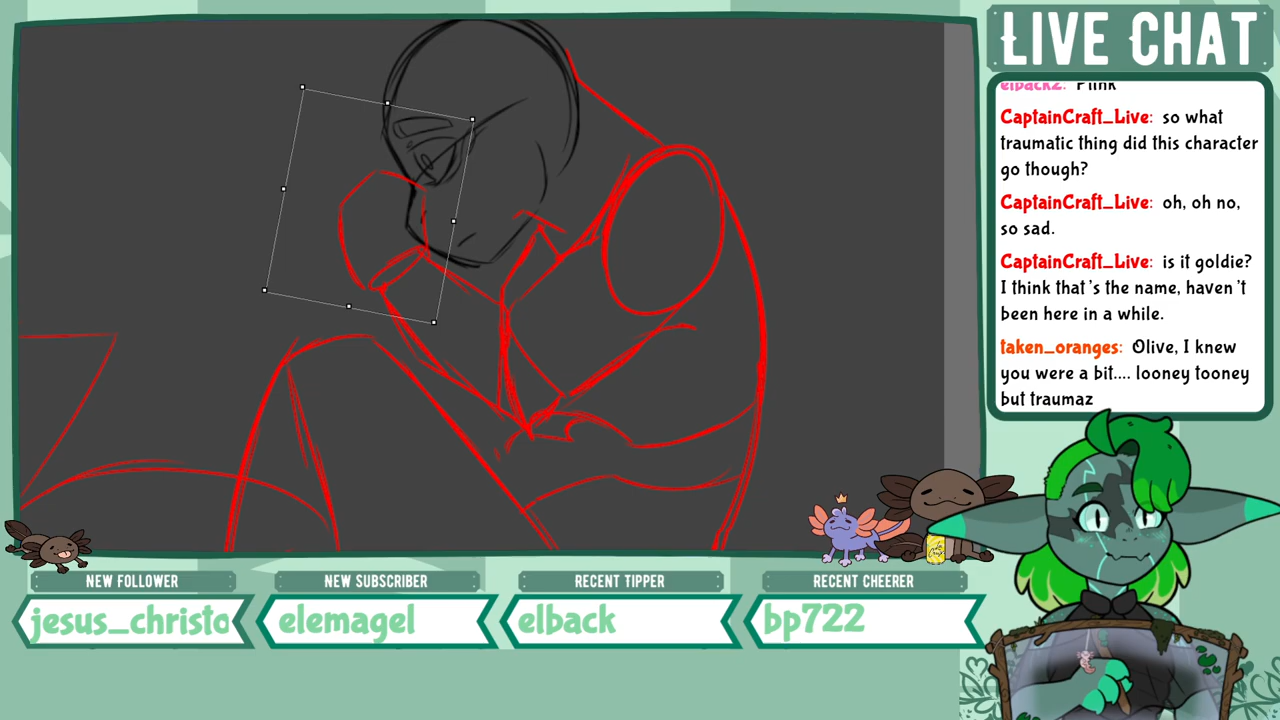 LIVE CHAT
elback2: Plink
CaptainCraft_Live: so what
traumatic thing did this character
go though?
CaptainCraft_Live: oh, oh no,
so sad.
CaptainCraft_Live: is it goldie?
I think that's the name, haven't
been here in a while.
taken_oranges: Olive, I knew
you were a bit.... looney tooney
but traumaz
NEW FOLLOWER
NEW SUBSCRIBER
RECENT TIPPER
RECENT CHEERER
jesus_christo
elemagel
elback
bp722